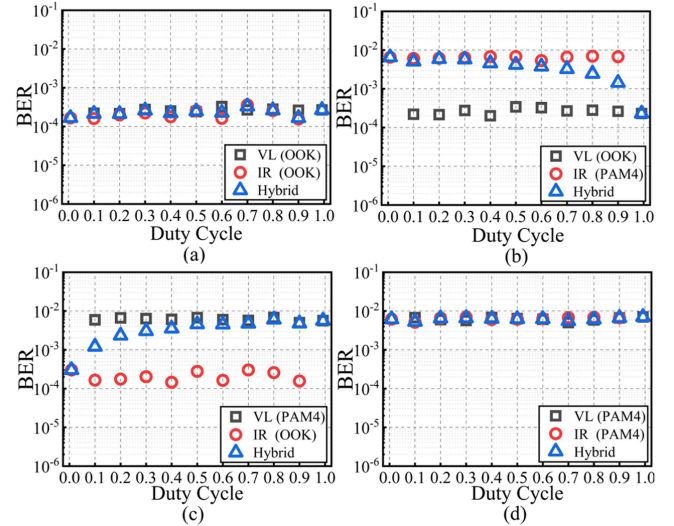 10⁻¹
10⁻²
10⁻³
10⁻⁴
10⁻⁵
10⁻⁶
BER
VL (OOK)
IR (OOK)
Hybrid
0.0 0.1 0.2 0.3 0.4 0.5 0.6 0.7 0.8 0.9 1.0
Duty Cycle
(a)
10⁻¹
10⁻²
10⁻³
10⁻⁴
10⁻⁵
10⁻⁶
BER
VL (OOK)
IR (PAM4)
Hybrid
0.0 0.1 0.2 0.3 0.4 0.5 0.6 0.7 0.8 0.9 1.0
Duty Cycle
(b)
10⁻¹
10⁻²
10⁻³
10⁻⁴
10⁻⁵
10⁻⁶
BER
VL (PAM4)
IR (OOK)
Hybrid
0.0 0.1 0.2 0.3 0.4 0.5 0.6 0.7 0.8 0.9 1.0
Duty Cycle
(c)
10⁻¹
10⁻²
10⁻³
10⁻⁴
10⁻⁵
10⁻⁶
BER
VL (PAM4)
IR (PAM4)
Hybrid
0.0 0.1 0.2 0.3 0.4 0.5 0.6 0.7 0.8 0.9 1.0
Duty Cycle
(d)